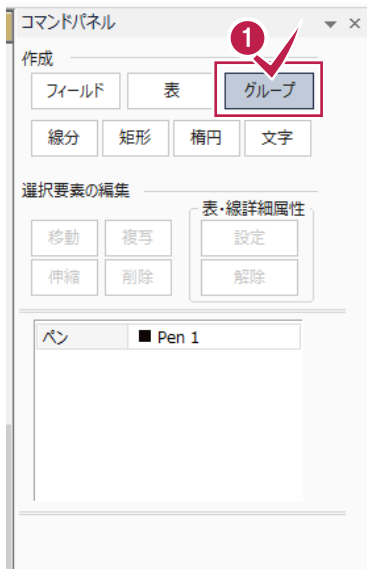 コマンドパネル
1
作成
フィールド 表 グループ
線分 矩形 楕円 文字
選択要素の編集
表・線詳細属性
移動 複写 設定
伸縮 削除 解除
ペン Pen 1